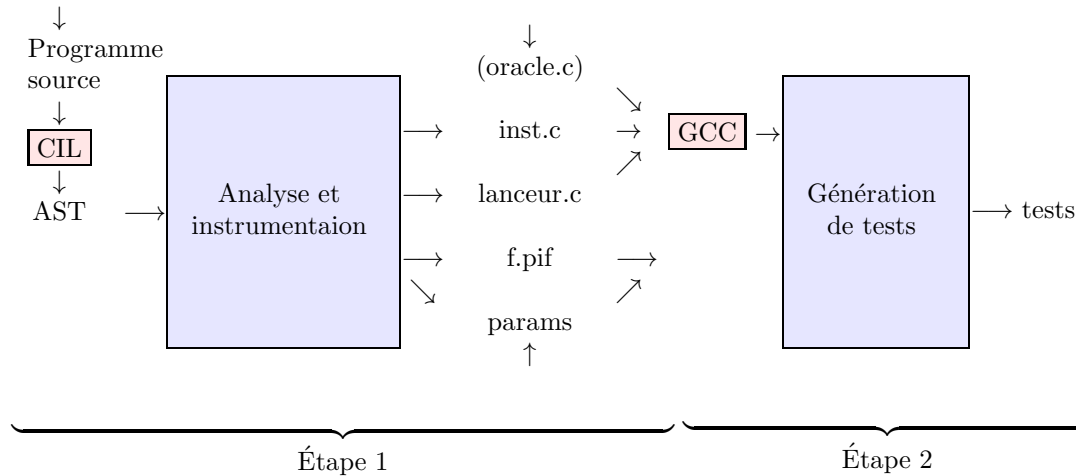 Programme
source
CIL
AST
Analyse et
instrumentaion
(oracle.c)
inst.c
lanceur.c
f.pif
params
GCC
Génération
de tests
tests
Étape 1
Étape 2